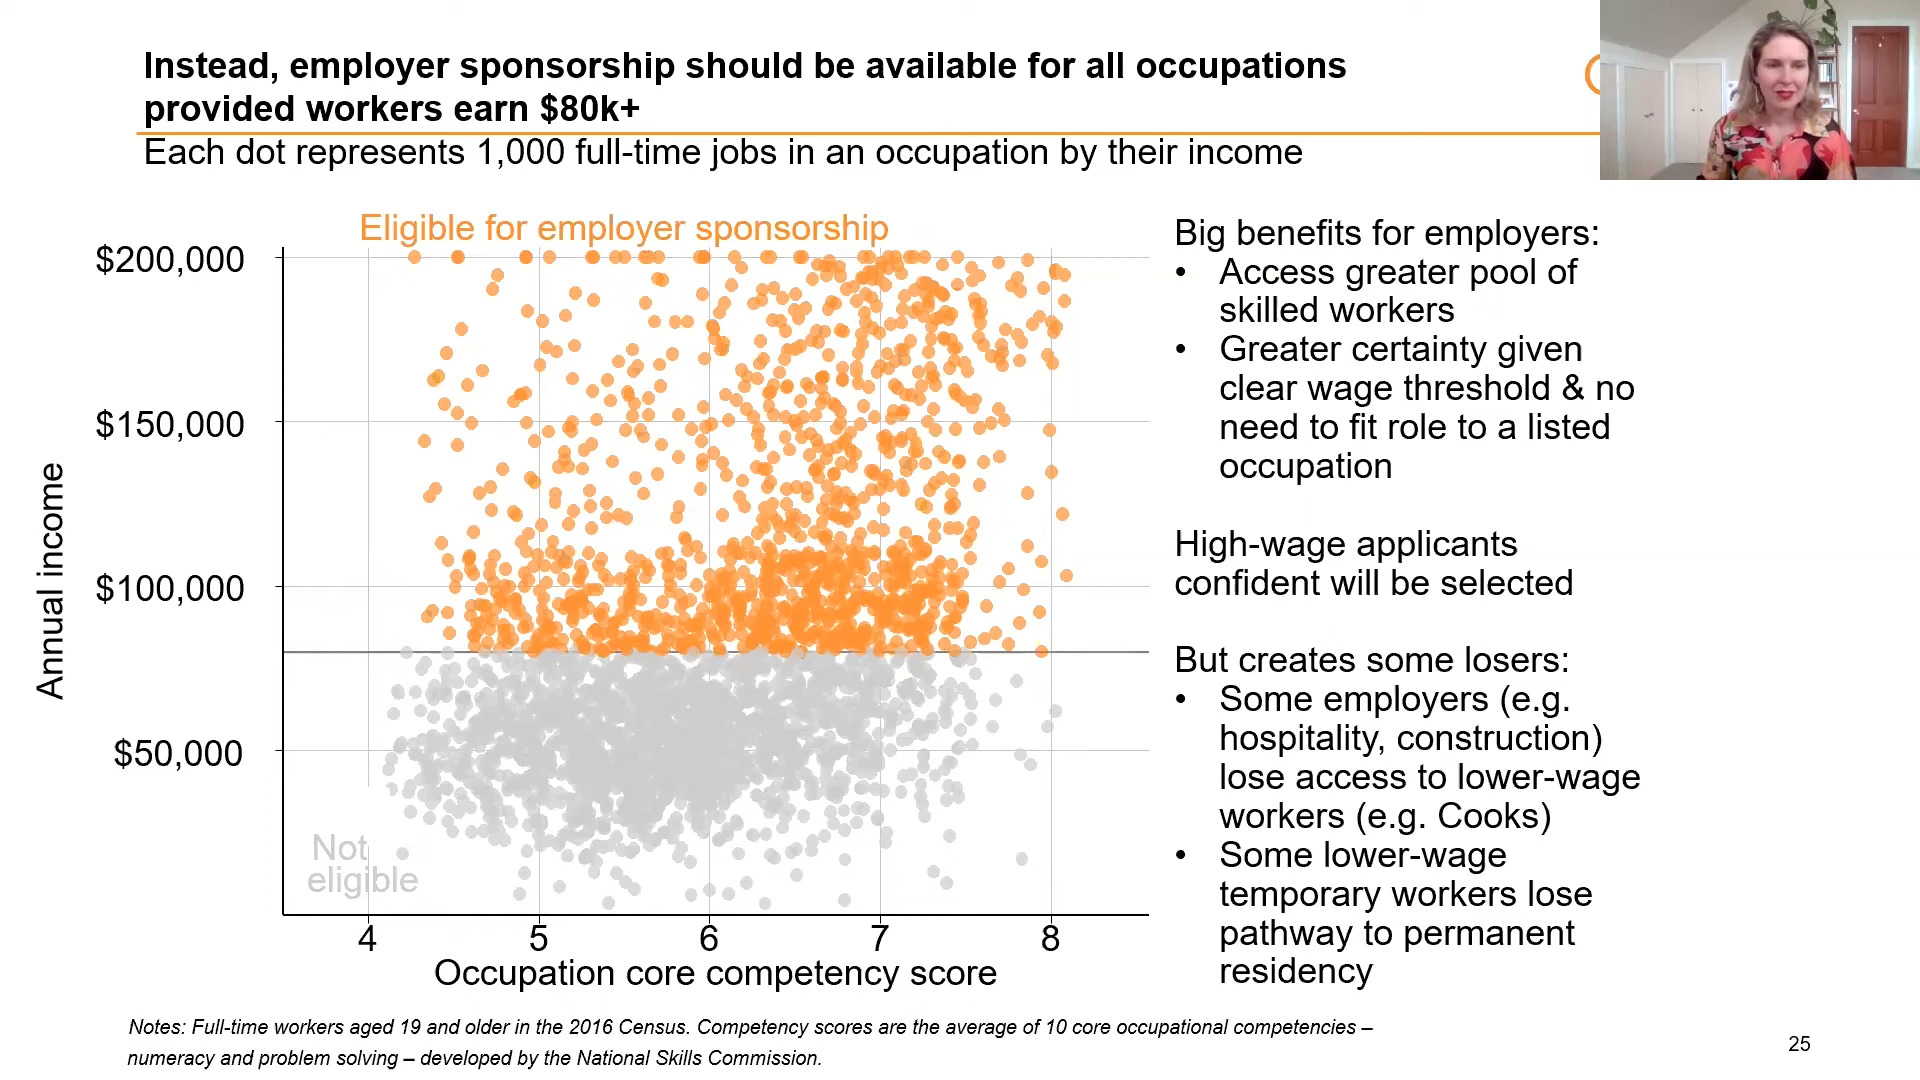 Instead, employer sponsorship should be available for all occupations
provided workers earn $80k+
Each dot represents 1,000 full-time jobs in an occupation by their income
Eligible for employer sponsorship
$200,000
$150,000
$100,000
$50,000
Annual income
Not
eligible
4 5 6 7 8
Occupation core competency score
Big benefits for employers:
• Access greater pool of
skilled workers
• Greater certainty given
clear wage threshold & no
need to fit role to a listed
occupation
High-wage applicants
confident will be selected
But creates some losers:
• Some employers (e.g.
hospitality, construction)
lose access to lower-wage
workers (e.g. Cooks)
• Some lower-wage
temporary workers lose
pathway to permanent
residency
Notes: Full-time workers aged 19 and older in the 2016 Census. Competency scores are the average of 10 core occupational competencies –
numeracy and problem solving – developed by the National Skills Commission.
25